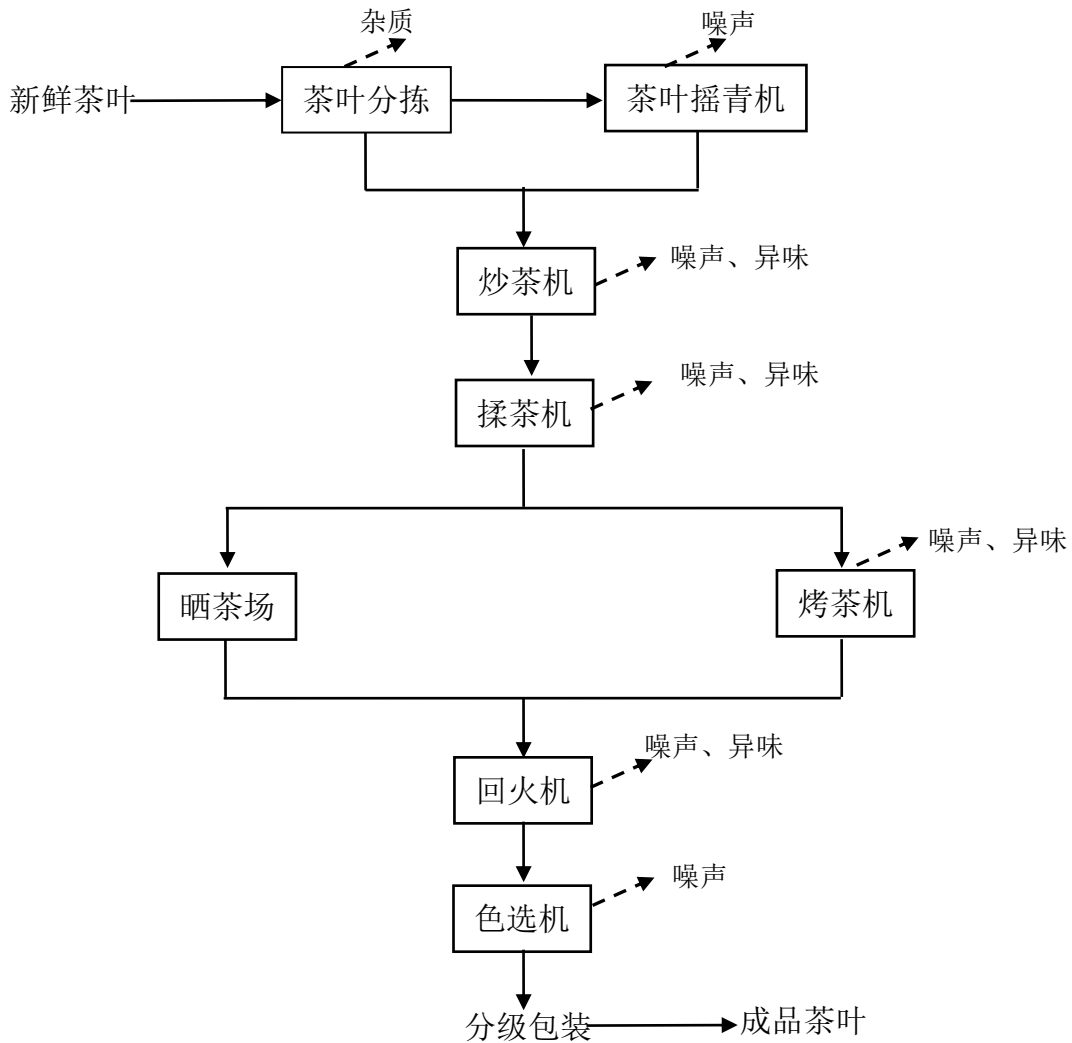 杂质
噪声
新鲜茶叶
茶叶分拣
茶叶摇青机
噪声、异味
炒茶机
噪声、异味
揉茶机
噪声、异味
晒茶场
烤茶机
噪声、异味
回火机
噪声
色选机
分级包装
成品茶叶